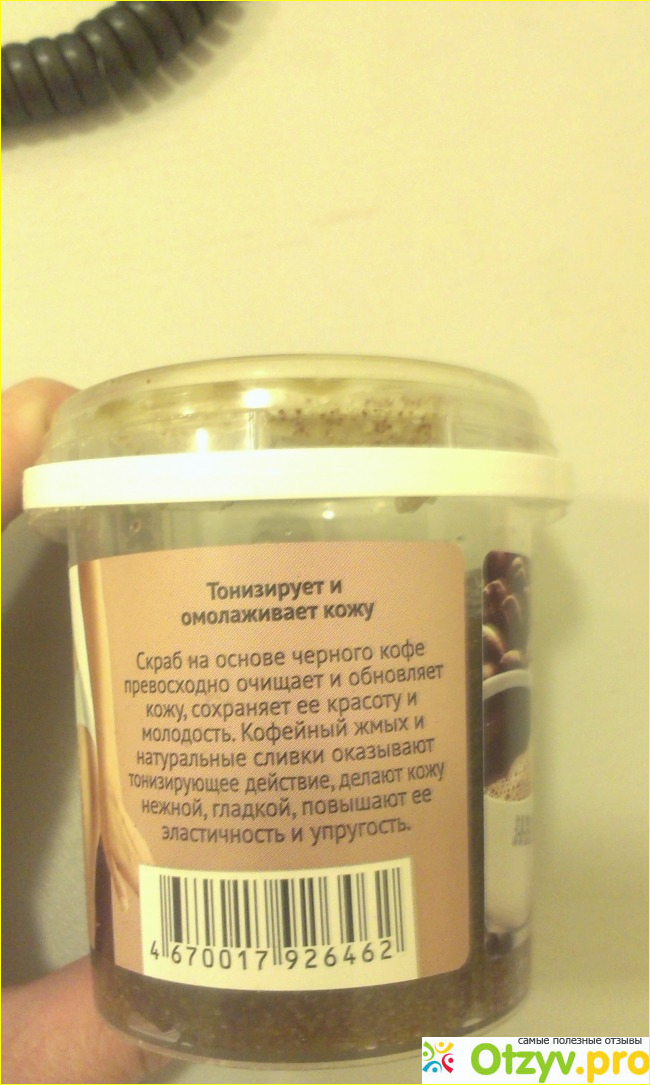 Тонизирует и
омолаживает кожу
Скраб на основе черного кофе
превосходно очищает и обновляет
кожу, сохраняет ее красоту и
молодость. Кофейный жмых и
натуральные сливки оказывают
тонизирующее действие, делают кожу
нежной, гладкой, повышают ее
эластичность и упругость.
4 670017 926462
самые полезные отзывы
Otzyv.pro